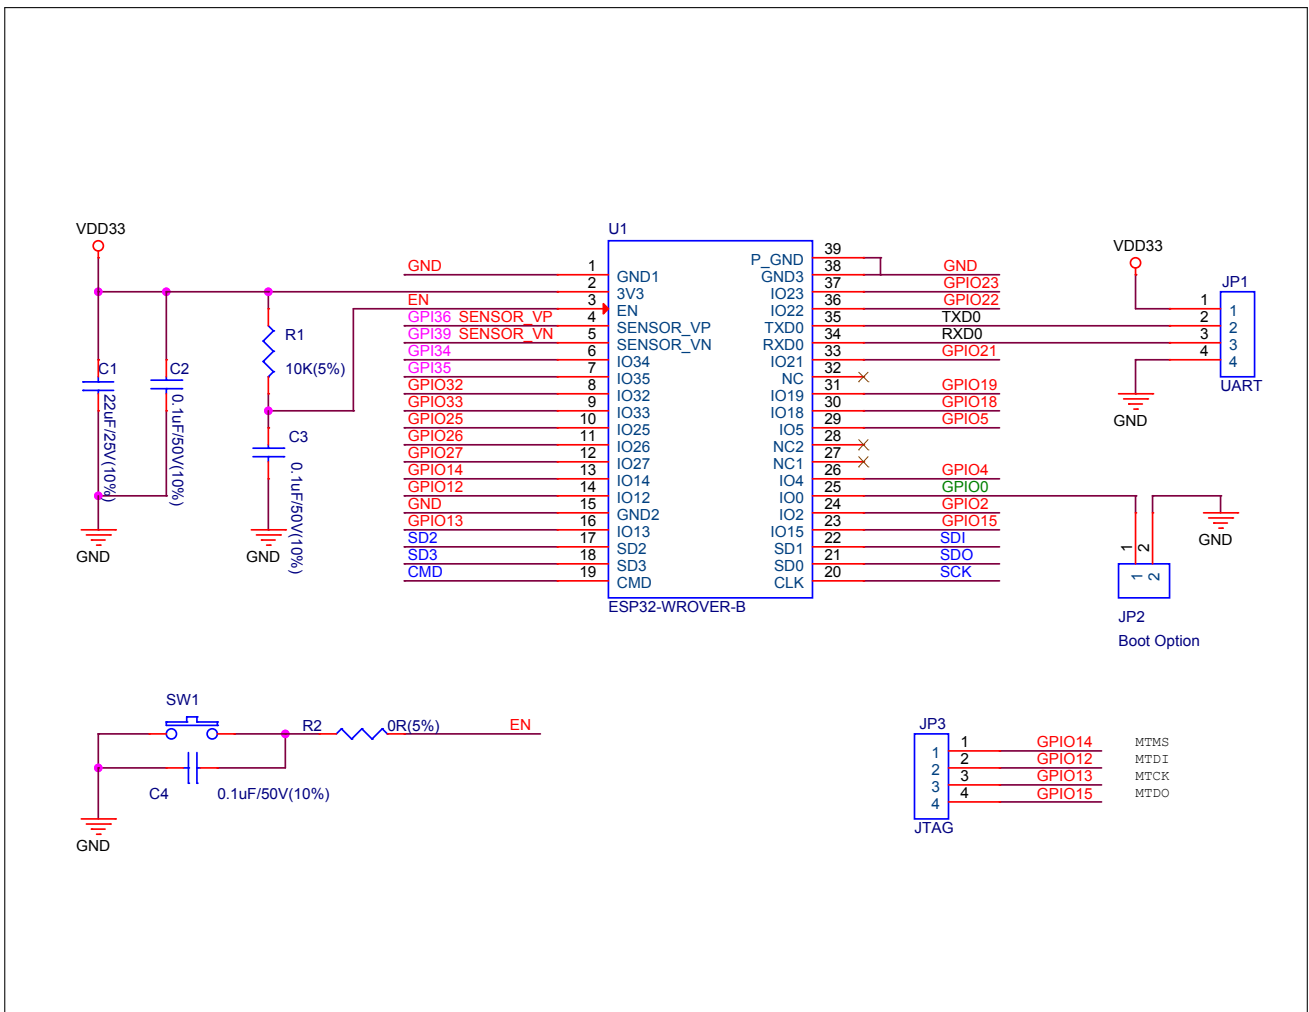 VDD33
C1
22uF/25V(10%)
C2
0.1uF/50V(10%)
GND
R1
10K(5%)
C3
0.1uF/50V(10%)
GND
U1
GND 1 GND1
2 3V3
EN 3 EN
GPI36 SENSOR_VP 4 SENSOR_VP
GPI39 SENSOR_VN 5 SENSOR_VN
GPI34 6 IO34
GPI35 7 IO35
GPIO32 8 IO32
GPIO33 9 IO33
GPIO25 10 IO25
GPIO26 11 IO26
GPIO27 12 IO27
GPIO14 13 IO14
GPIO12 14 IO12
GND 15 GND2
GPIO13 16 IO13
SD2 17 SD2
SD3 18 SD3
CMD 19 CMD
P_GND 39
GND3 38 GND
IO23 37 GPIO23
IO22 36 GPIO22
TXD0 35 TXD0
RXD0 34 RXD0
IO21 33 GPIO21
NC 32
IO19 31 GPIO19
IO18 30 GPIO18
IO5 29 GPIO5
NC2 28
NC1 27
IO4 26 GPIO4
IO0 25 GPIO0
IO2 24 GPIO2
IO15 23 GPIO15
SD1 22 SDI
SD0 21 SDO
CLK 20 SCK
ESP32-WROVER-B
VDD33
JP1
1 1
2 2
3 3
4 4
UART
GND
GND
1 2
1 2
JP2
Boot Option
SW1
R2 0R(5%) EN
C4 0.1uF/50V(10%)
GND
JP3
1 1 GPIO14 MTMS
2 2 GPIO12 MTDI
3 3 GPIO13 MTCK
4 4 GPIO15 MTDO
JTAG